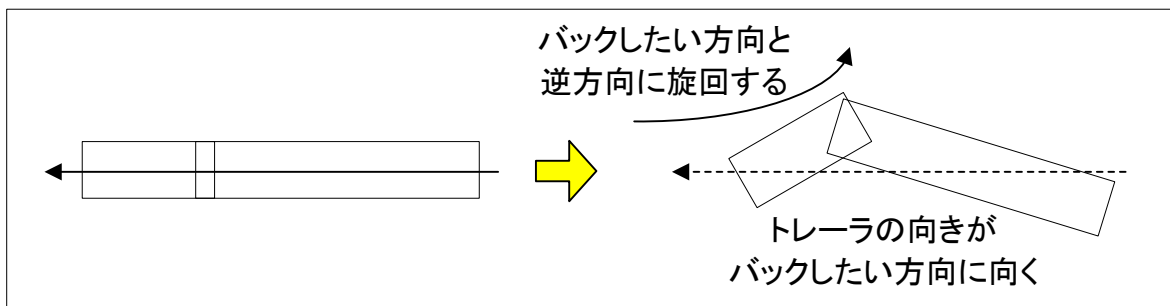 バックしたい方向と
逆方向に旋回する
トレーラの向きが
バックしたい方向に向く